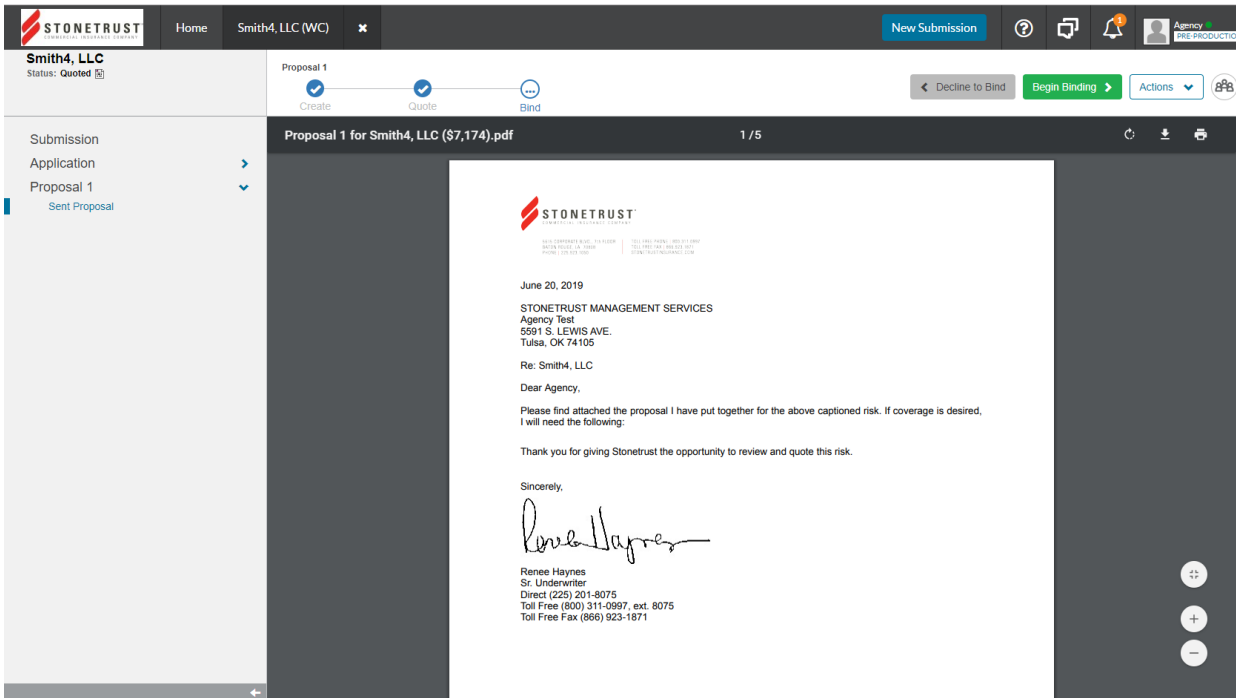 STONETRUST
COMMERCIAL INSURANCE COMPANY
Home
Smith4, LLC (WC)
New Submission
1
Agency
PRE-PRODUCTIO
Smith4, LLC
Status: Quoted
Proposal 1
Create
Quote
Bind
Decline to Bind
Begin Binding
Actions
Submission
Application
Proposal 1
Sent Proposal
Proposal 1 for Smith4, LLC ($7,174).pdf
1 /5
STONETRUST
COMMERCIAL INSURANCE COMPANY
June 20, 2019
STONETRUST MANAGEMENT SERVICES
Agency Test
5591 S. LEWIS AVE.
Tulsa, OK 74105
Re: Smith4, LLC
Dear Agency,
Please find attached the proposal I have put together for the above captioned risk. If coverage is desired,
I will need the following:
Thank you for giving Stonetrust the opportunity to review and quote this risk.
Sincerely,
Renee Haynes
Renee Haynes
Sr. Underwriter
Direct (225) 201-8075
Toll Free (800) 311-0997, ext. 8075
Toll Free Fax (866) 923-1871